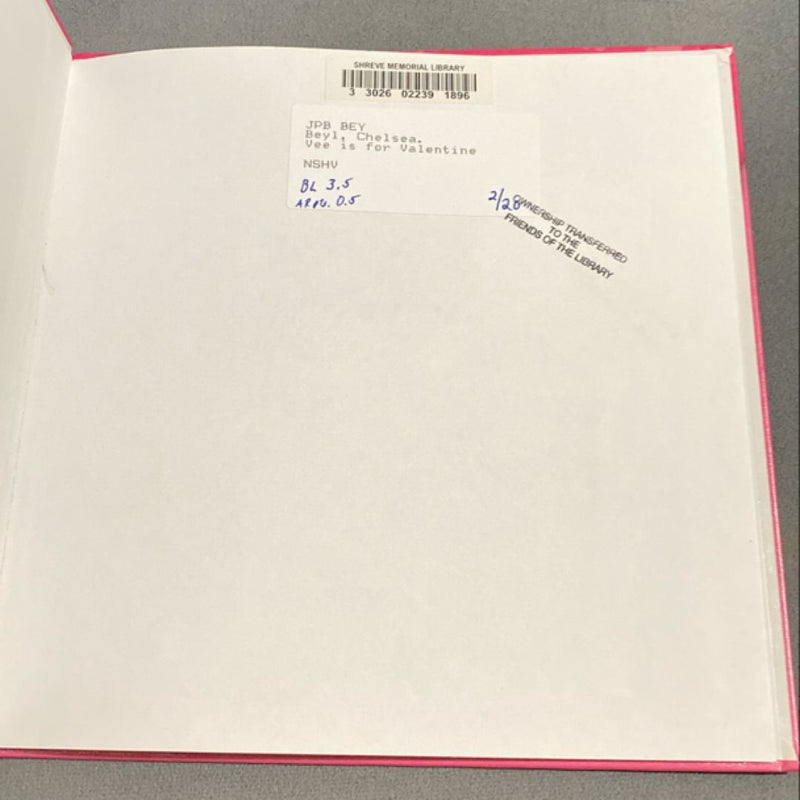 SHREVE MEMORIAL LIBRARY
3 3026 02239 1896
JPB BEY
Beyl, Chelsea.
Vee is for Valentine
NSHV
BL 3.5
AR pt. 0.5
2/28
OWNERSHIP TRANSFERRED
TO THE
FRIENDS OF THE LIBRARY